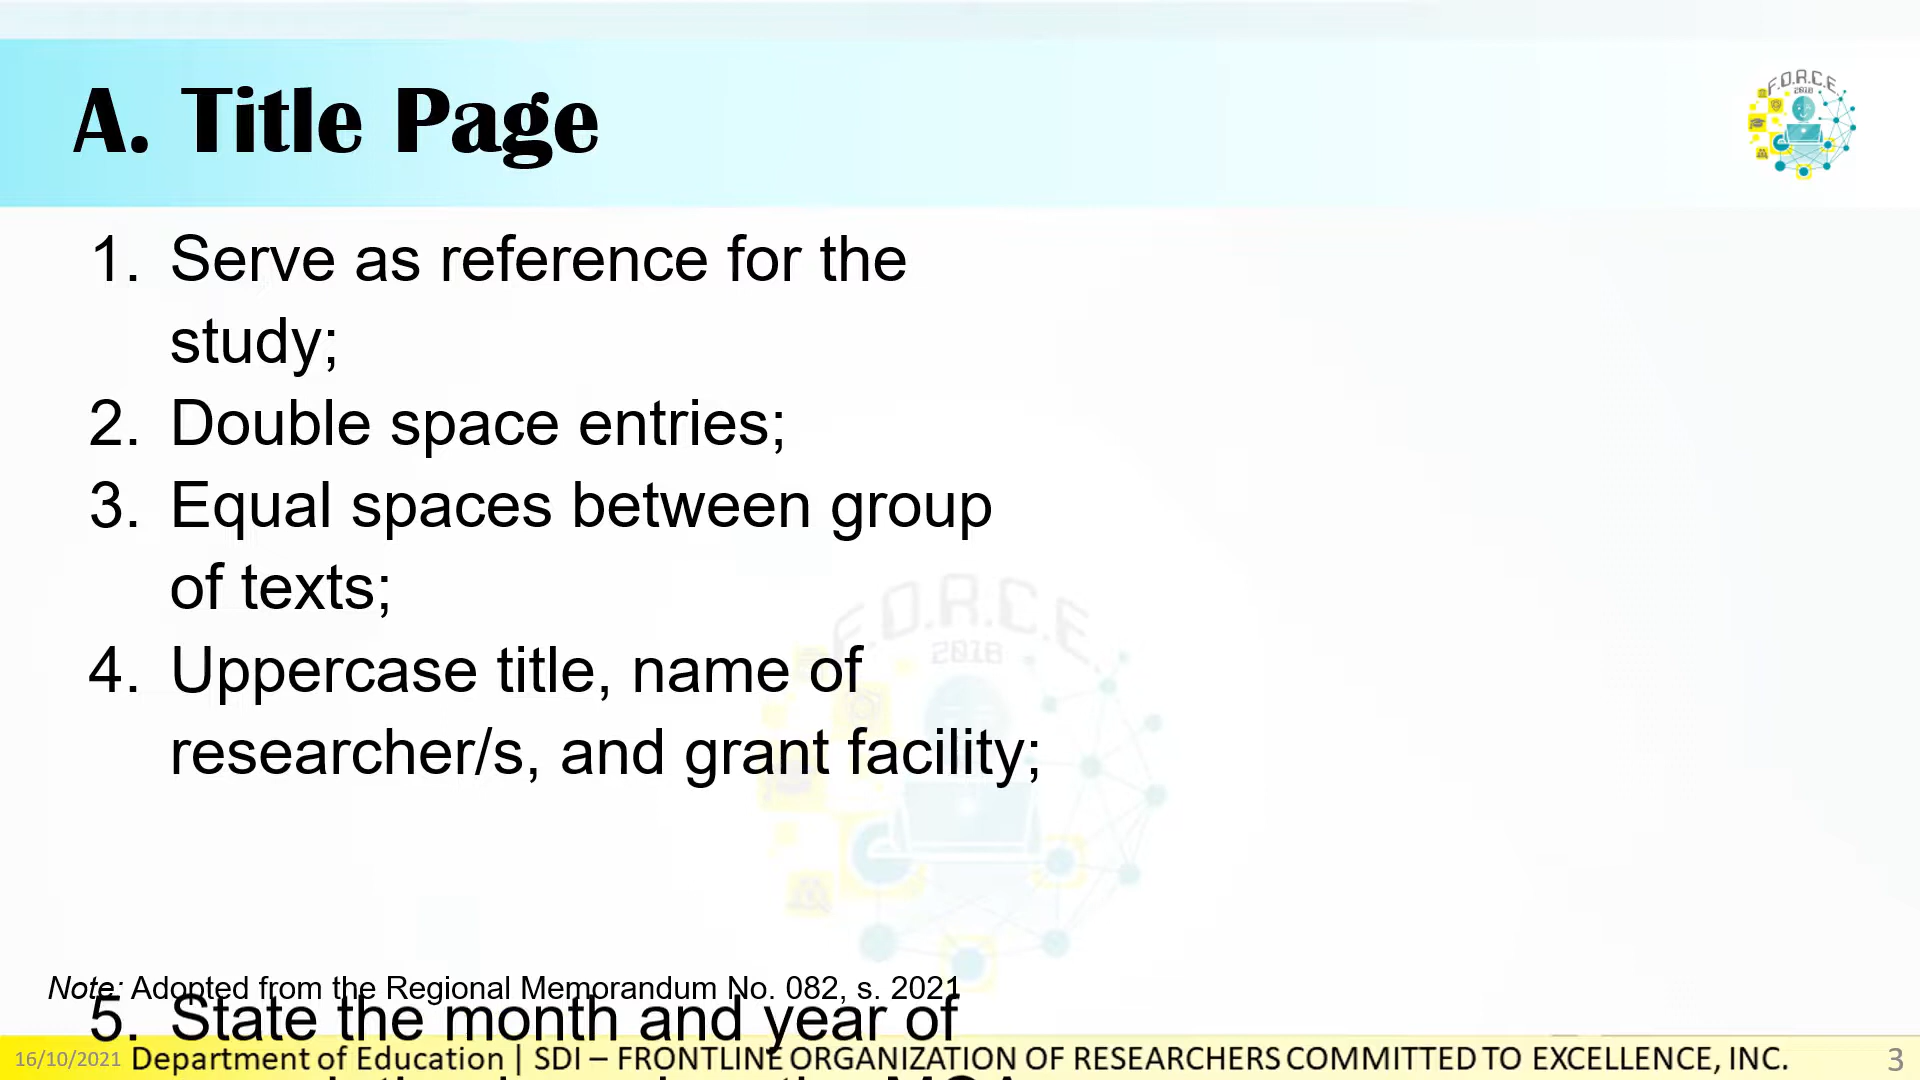 A. Title Page
F.O.R.C.E.
2018
1. Serve as reference for the
study;
2. Double space entries;
3. Equal spaces between group
of texts;
4. Uppercase title, name of
researcher/s, and grant facility;
F.O.R.C.E.
2018
Note: Adopted from the Regional Memorandum No. 082, s. 2021
5. State the month and year of
16/10/2021 Department of Education | SDI – FRONTLINE ORGANIZATION OF RESEARCHERS COMMITTED TO EXCELLENCE, INC. 3